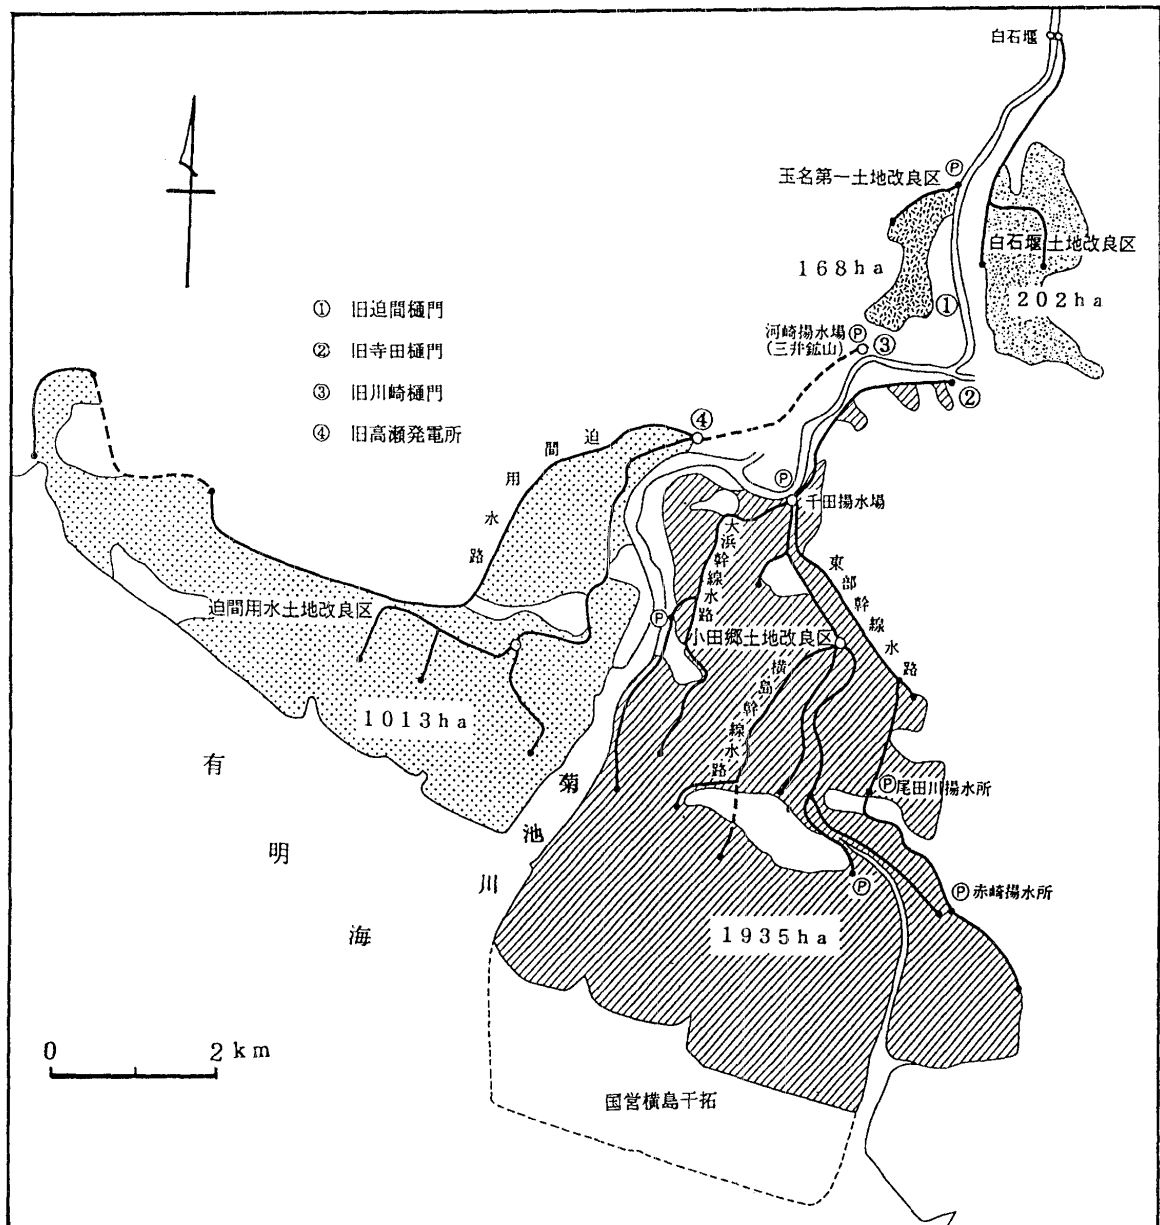 白石堰
Ⓟ
玉名第一土地改良区
白石堰土地改良区
168ha
202ha
①
① 旧迫間樋門
② 旧寺田樋門
③ 旧川崎樋門
④ 旧高瀬発電所
河崎揚水場 Ⓟ
(三井鉱山)
③
②
④
迫間用水路
Ⓟ
千田揚水場
大浜幹線水路
東部幹線水路
迫間用水土地改良区
Ⓟ
小田郷土地改良区
横島幹線水路
1013ha
有明海
菊池川
Ⓟ尾田川揚水所
Ⓟ
Ⓟ赤崎揚水所
1935ha
0 2km
国営横島干拓